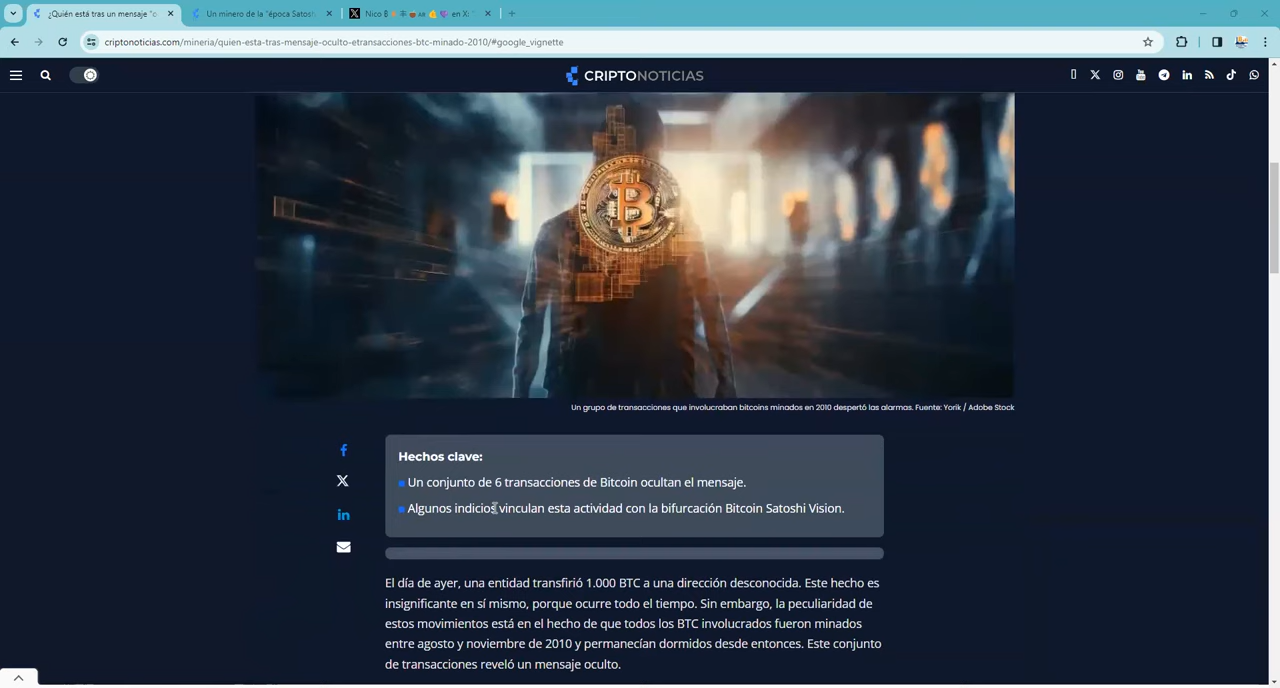 ¿Quién está tras un mensaje "o
Un minero de la "época Satosh
Nico B
AR
en X:
criptonoticias.com/mineria/quien-esta-tras-mensaje-oculto-etransacciones-btc-minado-2010/#google_vignette
CRIPTONOTICIAS
Un grupo de transacciones que involucraban bitcoins minados en 2010 despertó las alarmas. Fuente: Yorik / Adobe Stock
Hechos clave:
Un conjunto de 6 transacciones de Bitcoin ocultan el mensaje.
Algunos indicios vinculan esta actividad con la bifurcación Bitcoin Satoshi Vision.
El día de ayer, una entidad transfirió 1.000 BTC a una dirección desconocida. Este hecho es
insignificante en sí mismo, porque ocurre todo el tiempo. Sin embargo, la peculiaridad de
estos movimientos está en el hecho de que todos los BTC involucrados fueron minados
entre agosto y noviembre de 2010 y permanecían dormidos desde entonces. Este conjunto
de transacciones reveló un mensaje oculto.